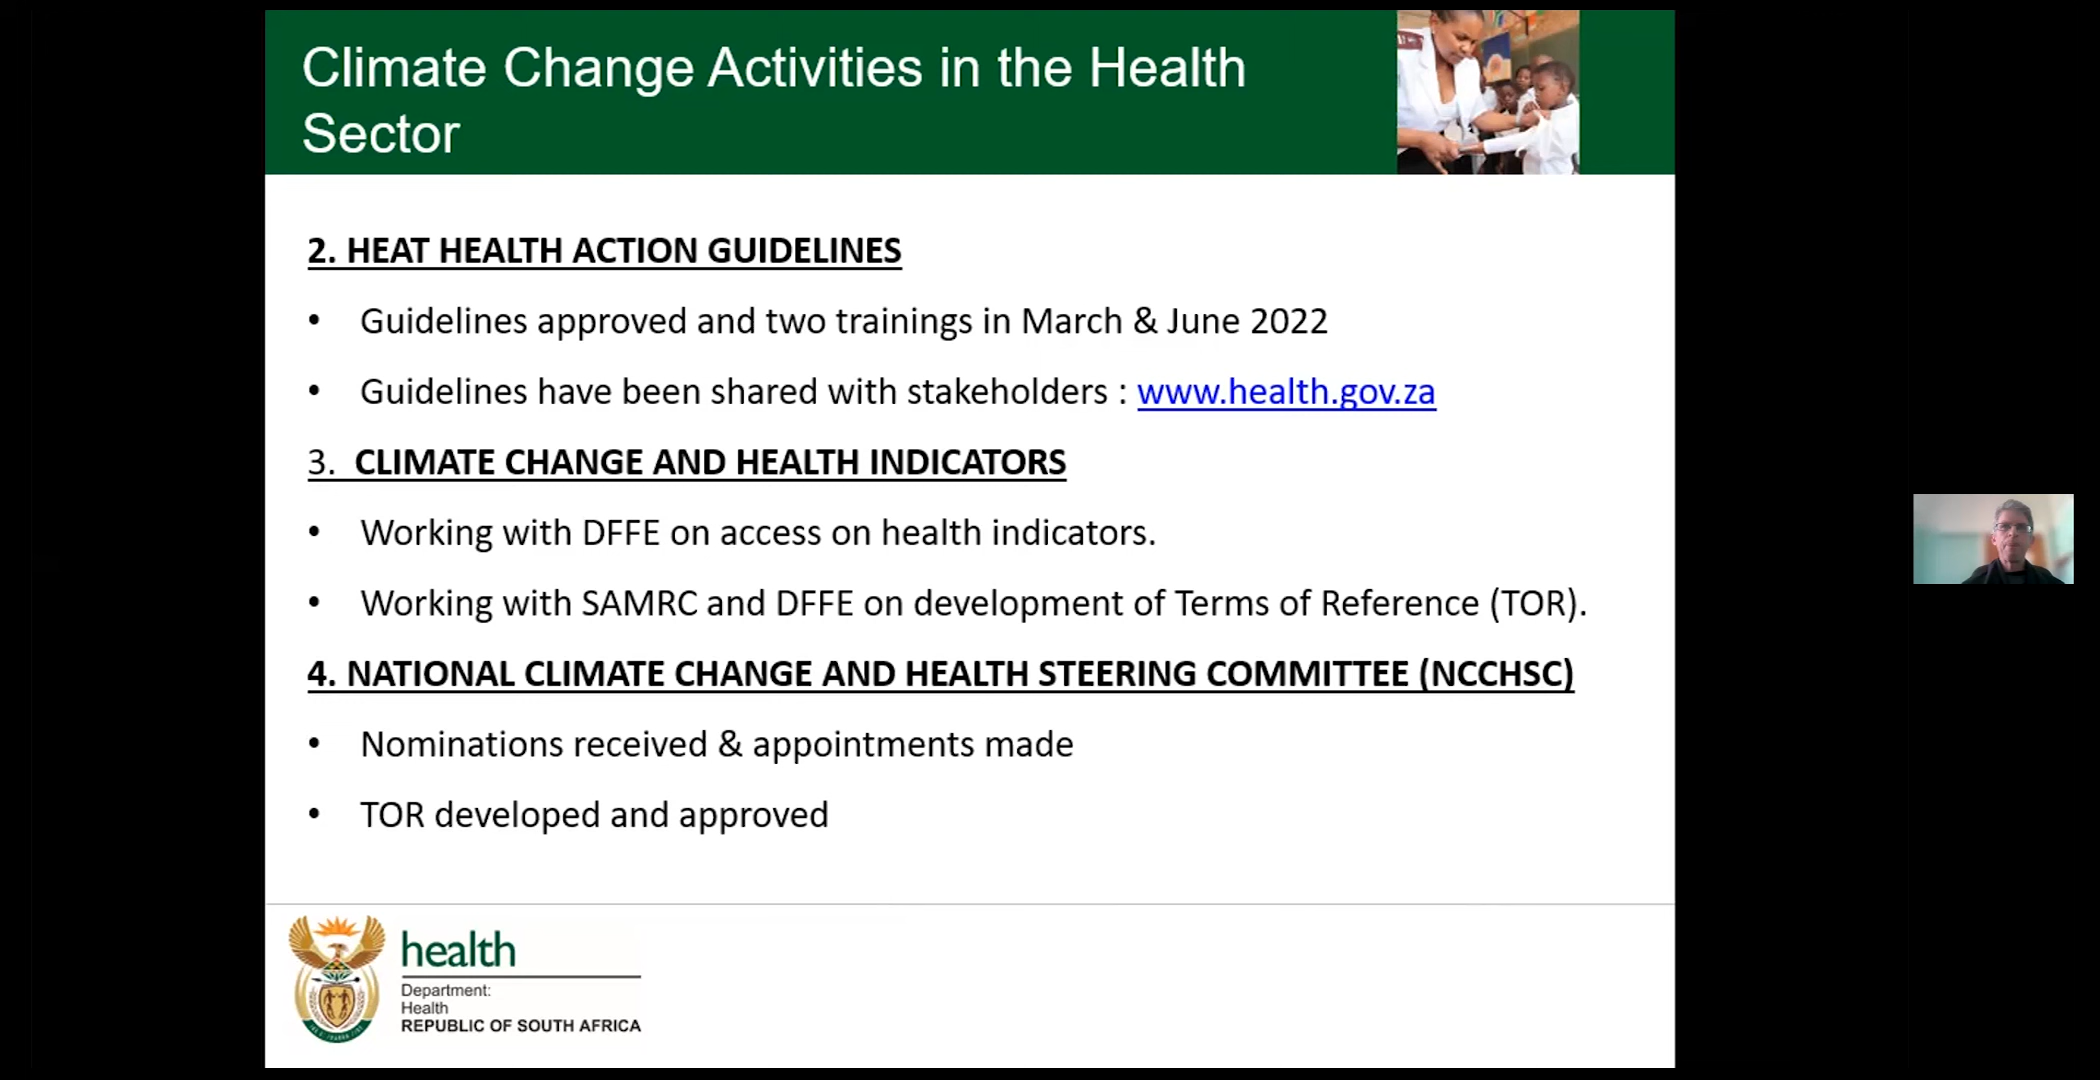 Climate Change Activities in the Health
Sector
2. HEAT HEALTH ACTION GUIDELINES
• Guidelines approved and two trainings in March & June 2022
• Guidelines have been shared with stakeholders : www.health.gov.za
3. CLIMATE CHANGE AND HEALTH INDICATORS
• Working with DFFE on access on health indicators.
• Working with SAMRC and DFFE on development of Terms of Reference (TOR).
4. NATIONAL CLIMATE CHANGE AND HEALTH STEERING COMMITTEE (NCCHSC)
• Nominations received & appointments made
• TOR developed and approved
health
Department:
Health
REPUBLIC OF SOUTH AFRICA